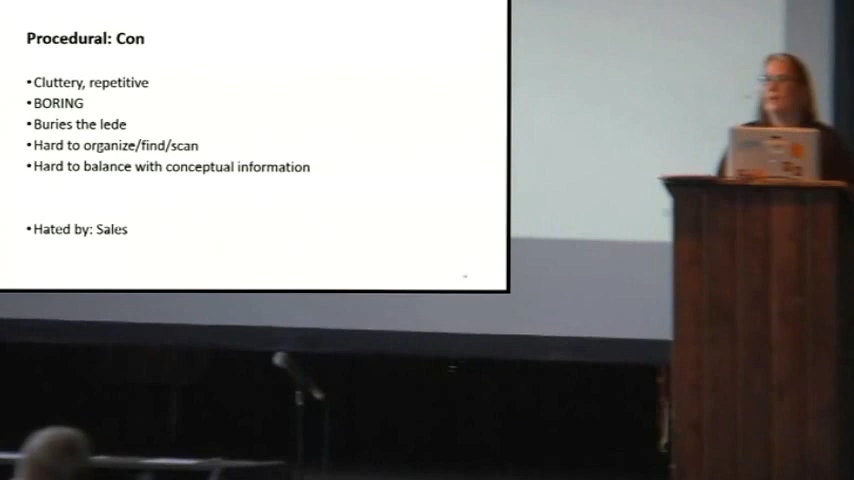 Procedural: Con
•Cluttery, repetitive
•BORING
•Buries the lede
•Hard to organize/find/scan
•Hard to balance with conceptual information
•Hated by: Sales